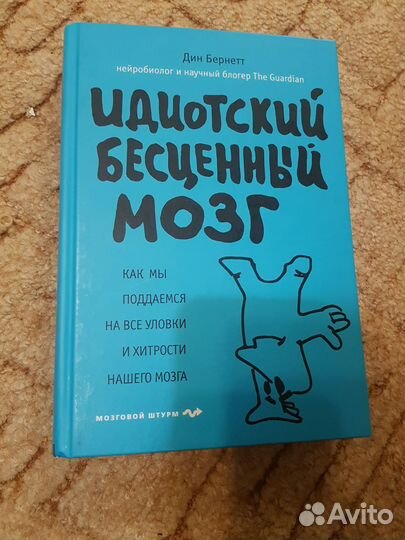 Дин Бернетт
нейробиолог и научный блогер The Guardian
ИДИОТСКИЙ
БЕСЦЕННЫЙ
МОЗГ
КАК МЫ
ПОДДАЕМСЯ
НА ВСЕ УЛОВКИ
И ХИТРОСТИ
НАШЕГО МОЗГА
МОЗГОВОЙ ШТУРМ
Avito